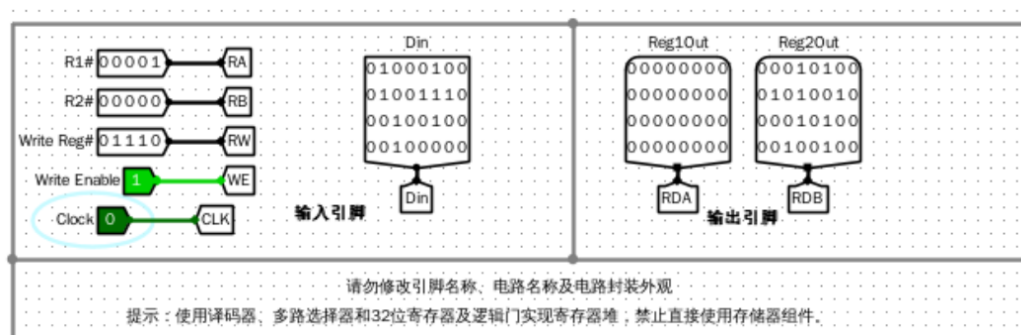 Din
Reg1Out
Reg2Out
R1# 00001 RA
R2# 00000 RB
Write Reg# 01110 RW
Write Enable 1 WE
Clock 0 CLK
01000100
01001110
00100100
00100000
Din
输入引脚
00000000
00000000
00000000
00000000
RDA
00010100
01010010
00010100
00100100
RDB
输出引脚
请勿修改引脚名称、电路名称及电路封装外观
提示：使用译码器、多路选择器和32位寄存器及逻辑门实现寄存器堆，禁止直接使用存储器组件。